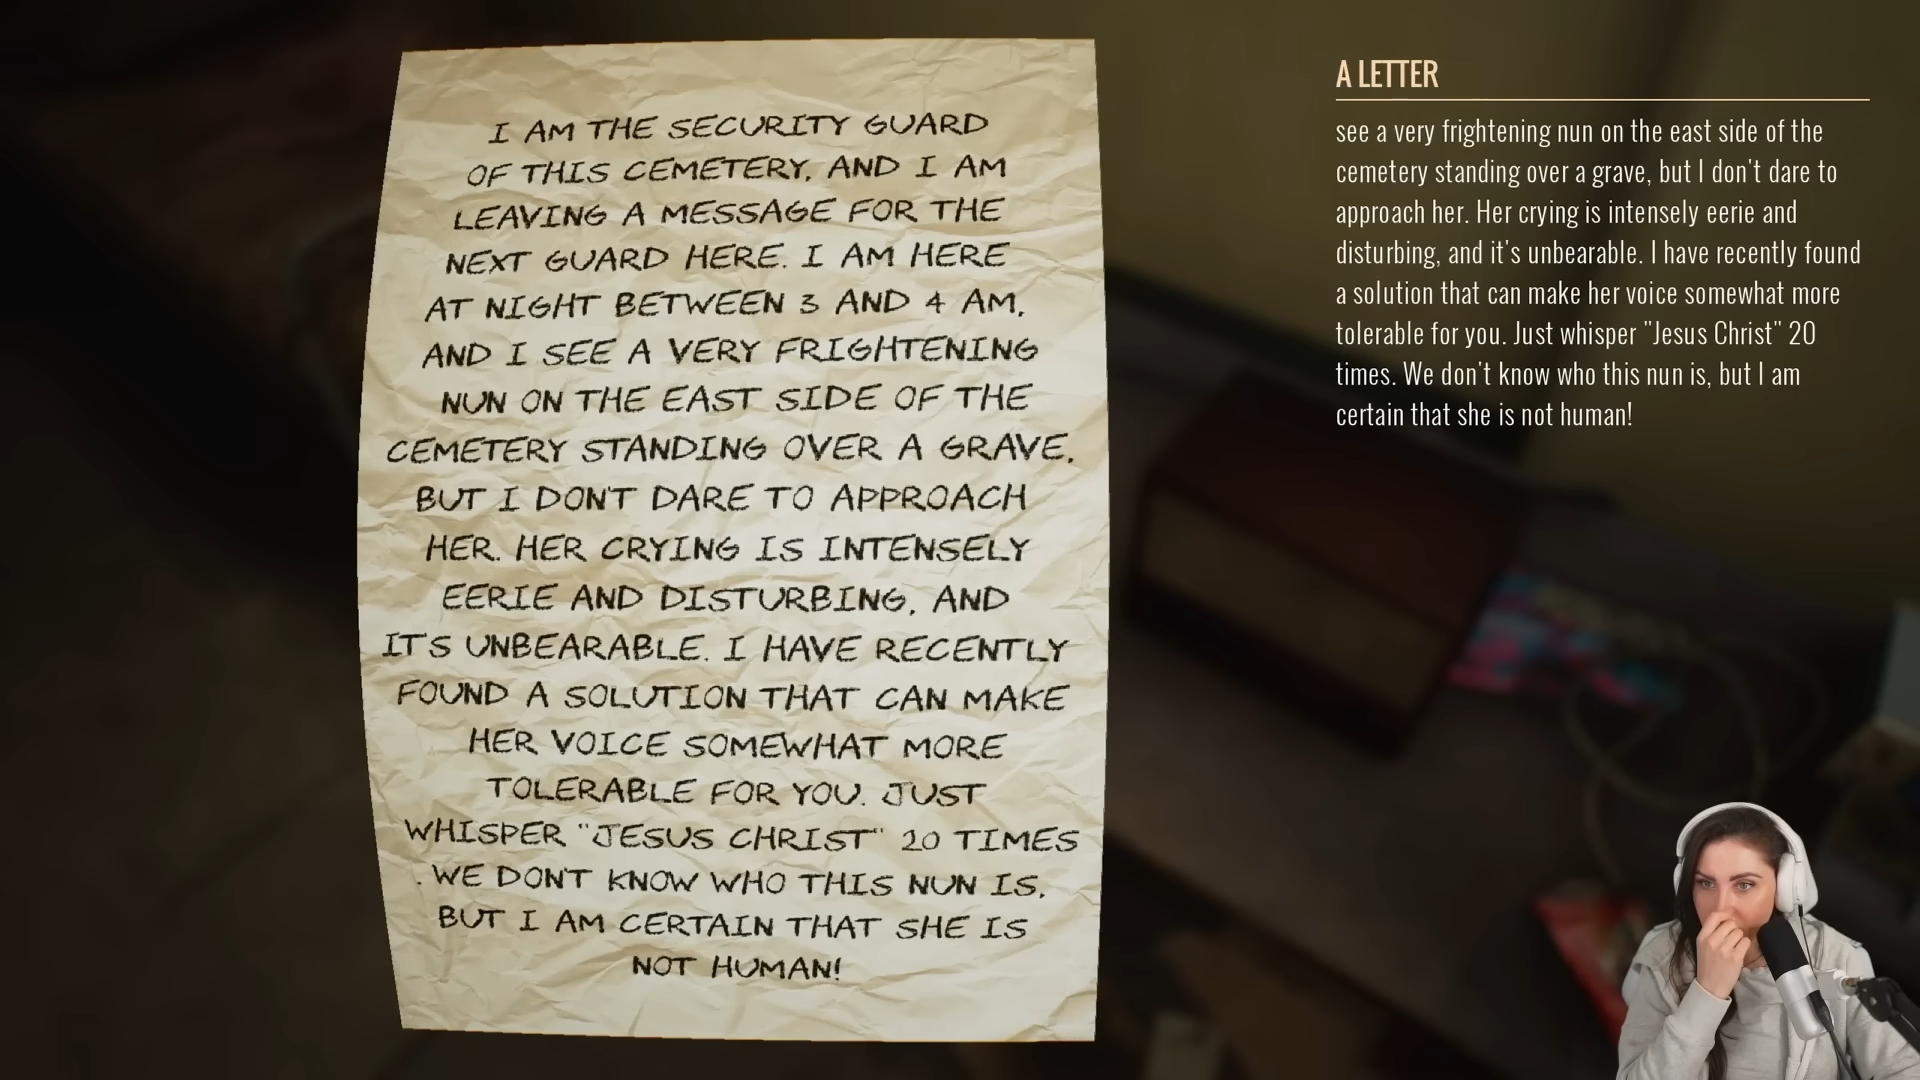 I AM THE SECURITY GUARD
OF THIS CEMETERY, AND I AM
LEAVING A MESSAGE FOR THE
NEXT GUARD HERE. I AM HERE
AT NIGHT BETWEEN 3 AND 4 AM,
AND I SEE A VERY FRIGHTENING
NUN ON THE EAST SIDE OF THE
CEMETERY STANDING OVER A GRAVE,
BUT I DON'T DARE TO APPROACH
HER. HER CRYING IS INTENSELY
EERIE AND DISTURBING, AND
IT'S UNBEARABLE. I HAVE RECENTLY
FOUND A SOLUTION THAT CAN MAKE
HER VOICE SOMEWHAT MORE
TOLERABLE FOR YOU. JUST
WHISPER "JESUS CHRIST" 20 TIMES
. WE DON'T KNOW WHO THIS NUN IS,
BUT I AM CERTAIN THAT SHE IS
NOT HUMAN!
A LETTER
see a very frightening nun on the east side of the
cemetery standing over a grave, but I don't dare to
approach her. Her crying is intensely eerie and
disturbing, and it's unbearable. I have recently found
a solution that can make her voice somewhat more
tolerable for you. Just whisper "Jesus Christ" 20
times. We don't know who this nun is, but I am
certain that she is not human!